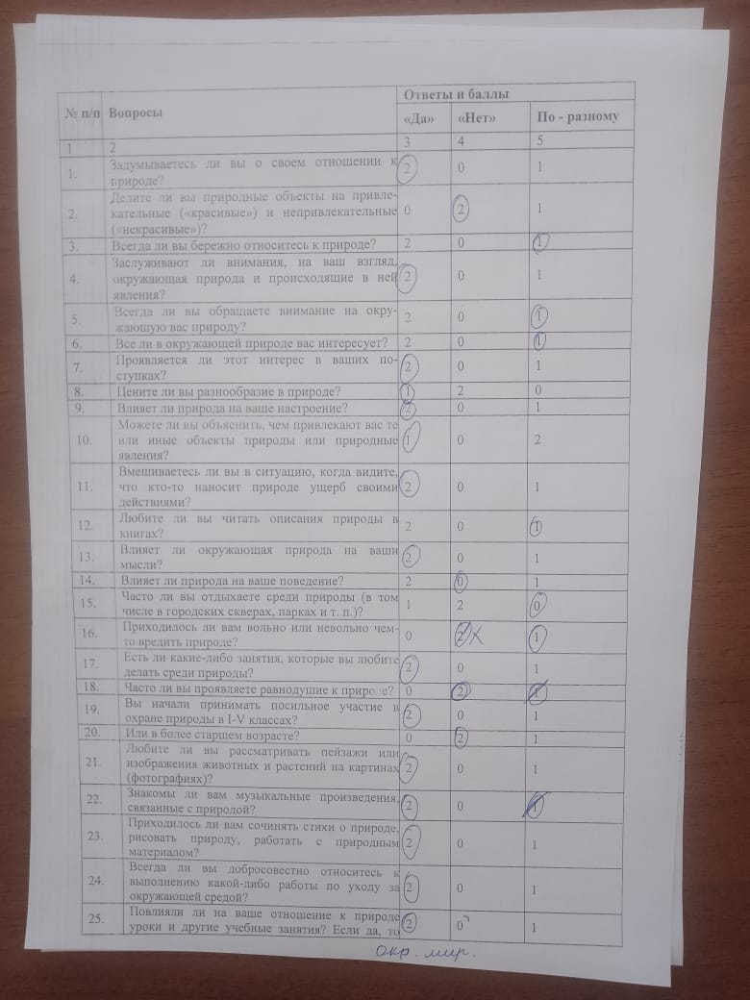 Ответы и баллы
№ п/п Вопросы «Да» «Нет» По - разному
1 2 3 4 5
1. Задумываетесь ли вы о своем отношении к
природе? 2 0 1
Делите ли вы природные объекты на привле-
2. кательные («красивые») и непривлекательные 0 2 1
(«некрасивые»)?
3. Всегда ли вы бережно относитесь к природе? 2 0 1
Заслуживают ли внимания, на ваш взгляд,
4. окружающая природа и происходящие в ней 2 0 1
явления?
5. Всегда ли вы обращаете внимание на окру-
жающую вас природу? 2 0 1
6. Все ли в окружающей природе вас интересует? 2 0 1
7. Проявляется ли этот интерес в ваших по-
ступках? 2 0 1
8. Цените ли вы разнообразие в природе? 1 2 0
9. Влияет ли природа на ваше настроение? 2 0 1
Можете ли вы объяснить, чем привлекают вас те
10. или иные объекты природы или природные 1 0 2
явления?
Вмешиваетесь ли вы в ситуацию, когда видите,
11. что кто-то наносит природе ущерб своими 2 0 1
действиями?
12. Любите ли вы читать описания природы в
книгах? 2 0 1
13. Влияет ли окружающая природа на ваши
мысли? 2 0 1
14. Влияет ли природа на ваше поведение? 2 0 1
15. Часто ли вы отдыхаете среди природы (в том
числе в городских скверах, парках и т. п.)? 1 2 0
16. Приходилось ли вам вольно или невольно чем-
то вредить природе? 0 2 1
17. Есть ли какие-либо занятия, которые вы любите
делать среди природы? 2 0 1
18. Часто ли вы проявляете равнодушие к природе? 0 2 1
19. Вы начали принимать посильное участие в
охране природы в I-V классах? 2 0 1
20. Или в более старшем возрасте? 0 2 1
Любите ли вы рассматривать пейзажи или
21. изображения животных и растений на картинах 2 0 1
(фотографиях)?
22. Знакомы ли вам музыкальные произведения,
связанные с природой? 2 0 1
Приходилось ли вам сочинять стихи о природе,
23. рисовать природу, работать с природным 2 0 1
материалом?
Всегда ли вы добросовестно относитесь к
24. выполнению какой-либо работы по уходу за 2 0 1
окружающей средой?
25. Повлияли ли на ваше отношение к природе
уроки и другие учебные занятия? Если да, то 2 0 1
окр. мир.